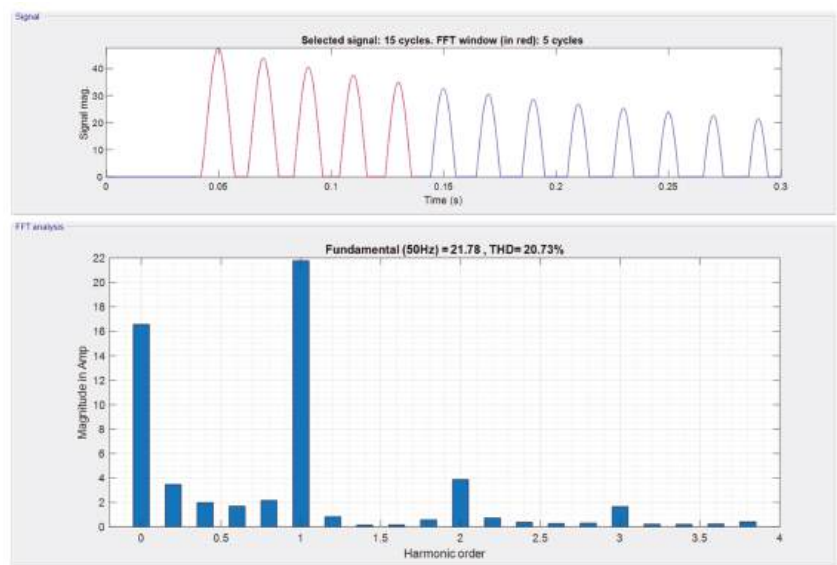 Signal
Selected signal: 15 cycles. FFT window (in red): 5 cycles
Signal mag.
40
30
20
10
0
0 0.05 0.1 0.15 0.2 0.25 0.3
Time (s)
FFT analysis
Fundamental (50Hz) = 21.78 , THD= 20.73%
Magnitude in Amp
22
20
18
16
14
12
10
8
6
4
2
0
0 0.5 1 1.5 2 2.5 3 3.5 4
Harmonic order